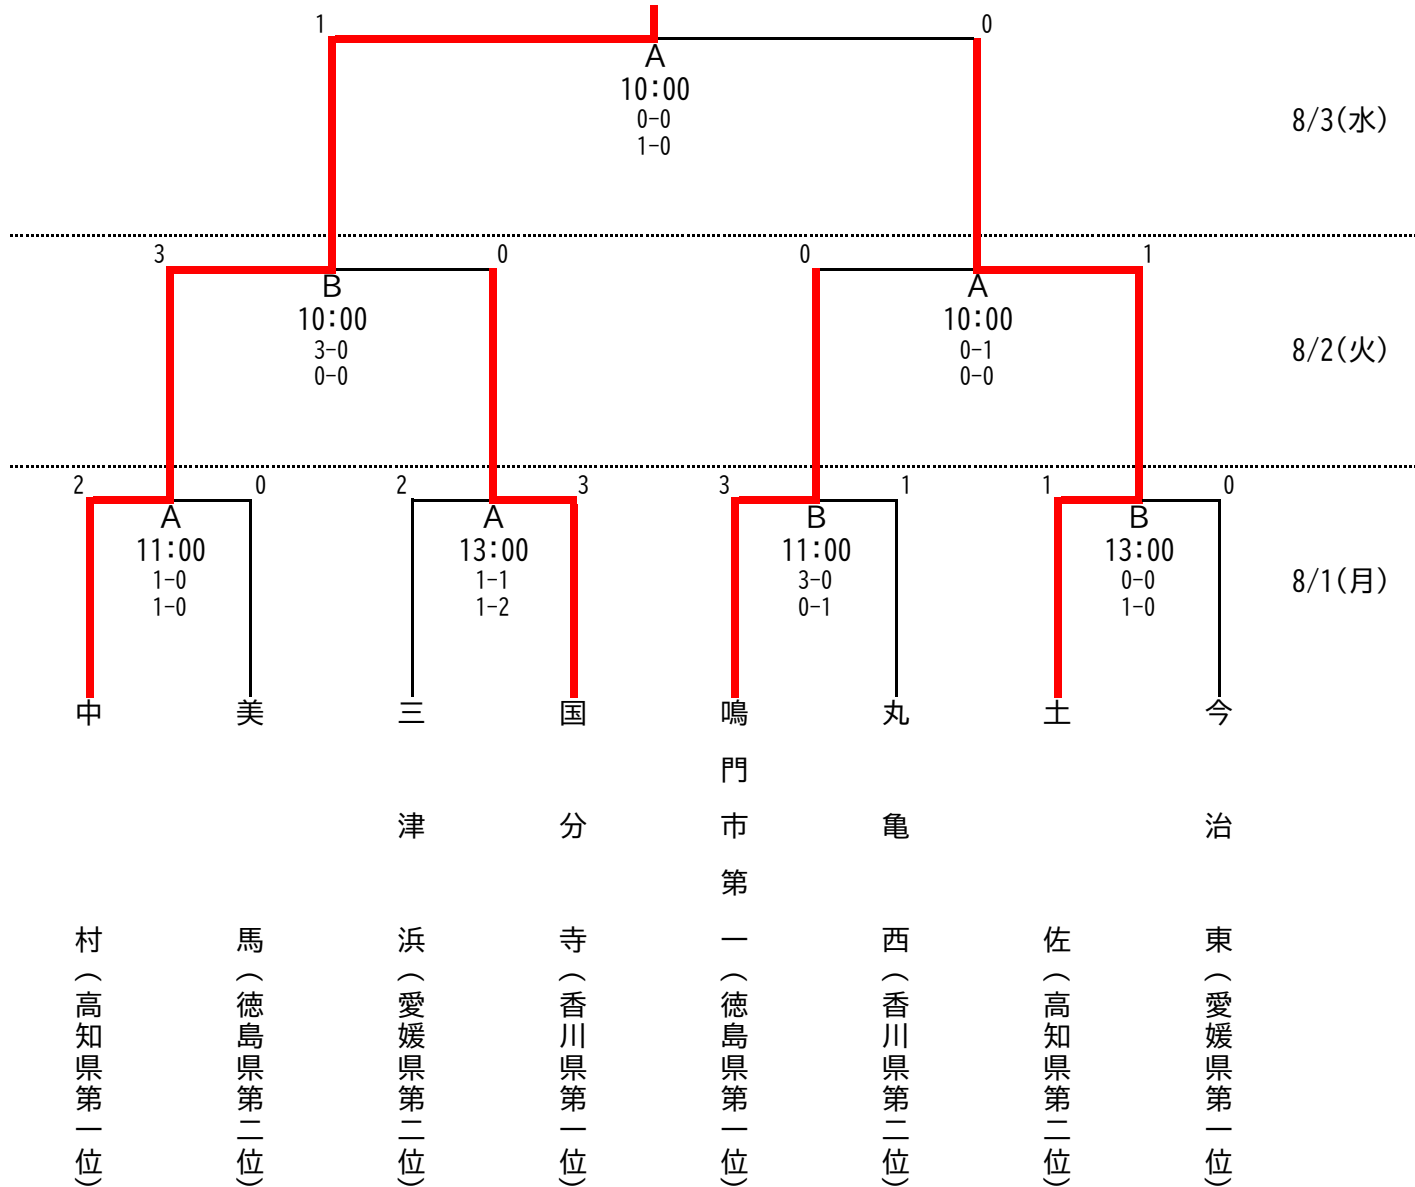 1
0
A
10:00
0-0
1-0
8/3(水)
3
0
0
1
B
10:00
3-0
0-0
A
10:00
0-1
0-0
8/2(火)
2
0
2
3
3
1
1
0
A
11:00
1-0
1-0
A
13:00
1-1
1-2
B
11:00
3-0
0-1
B
13:00
0-0
1-0
8/1(月)
中村(高知県第一位)
美馬(徳島県第二位)
三津浜(愛媛県第二位)
国分寺(香川県第一位)
鳴門市第一(徳島県第一位)
丸亀西(香川県第二位)
土佐(高知県第二位)
今治東(愛媛県第一位)